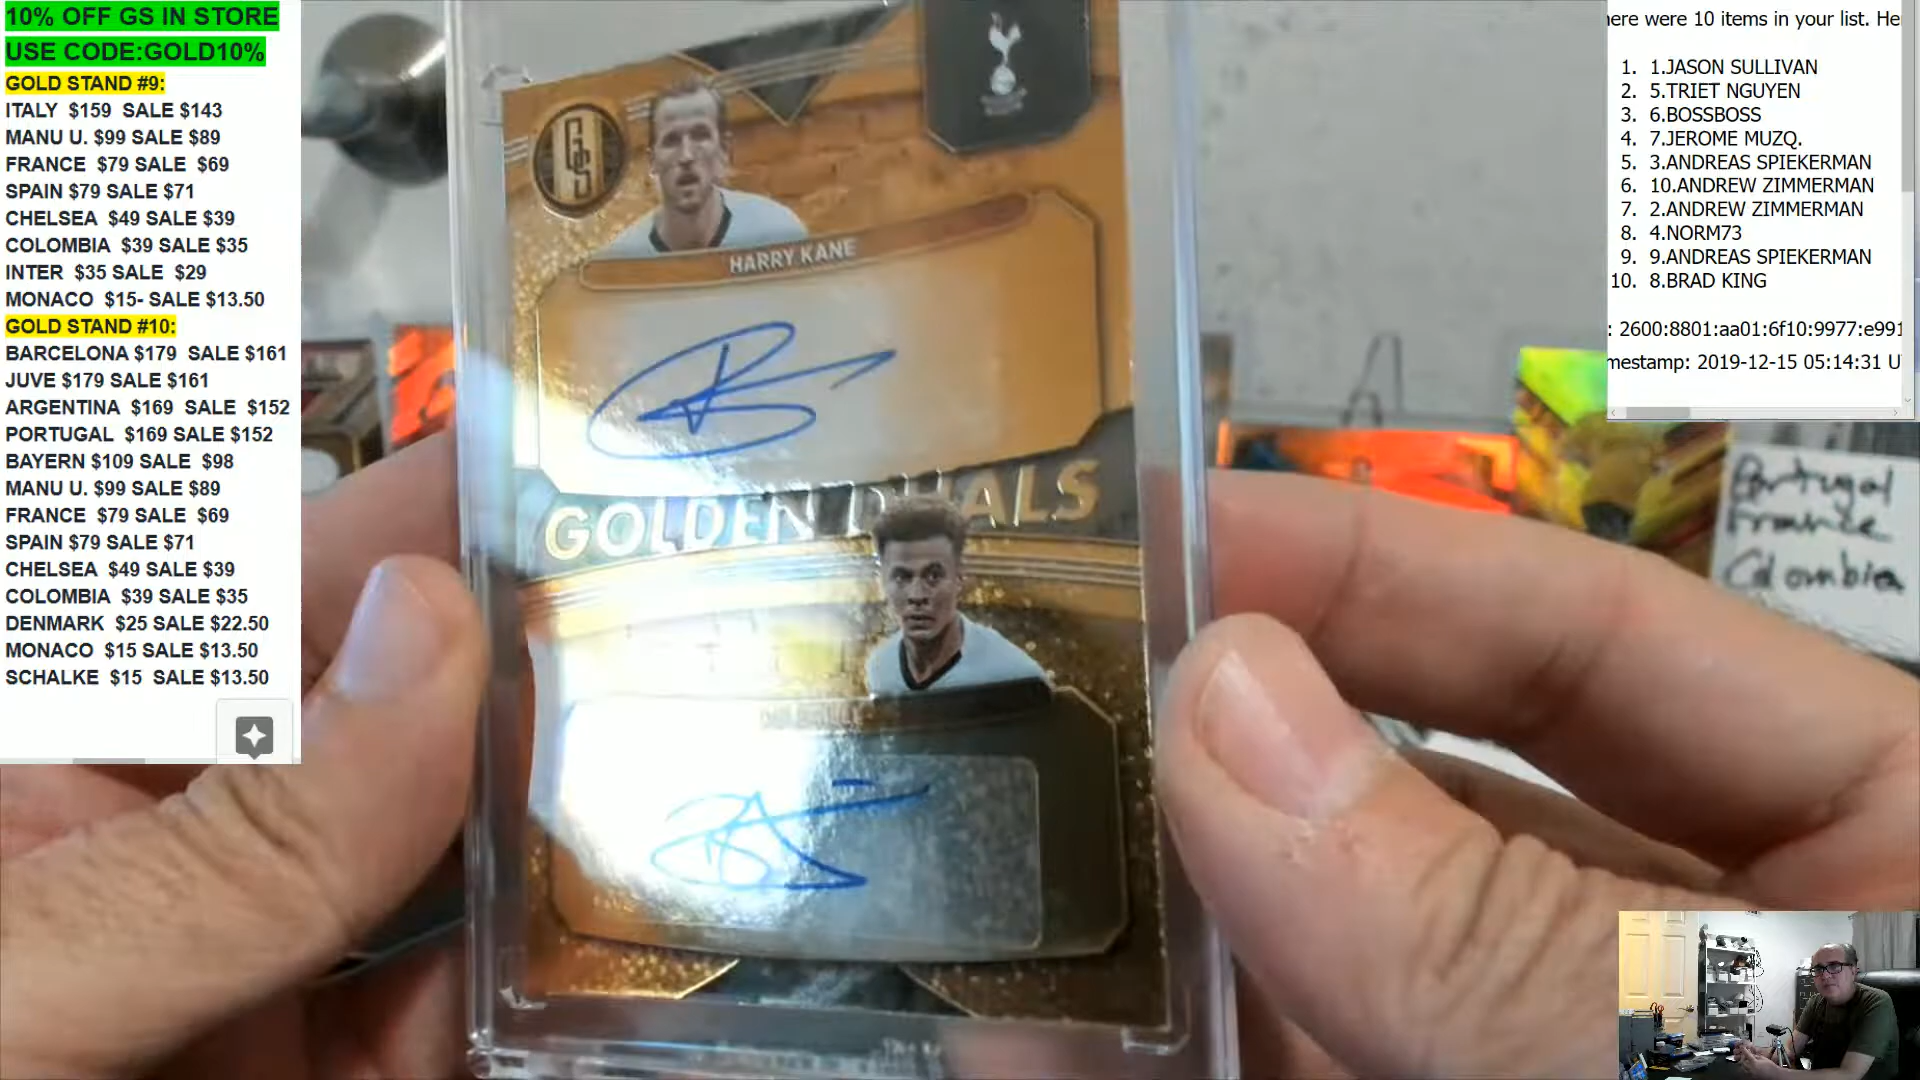 10% OFF GS IN STORE
USE CODE:GOLD10%
GOLD STAND #9:
ITALY $159 SALE $143
MANU U. $99 SALE $89
FRANCE $79 SALE $69
SPAIN $79 SALE $71
CHELSEA $49 SALE $39
COLOMBIA $39 SALE $35
INTER $35 SALE $29
MONACO $15- SALE $13.50
GOLD STAND #10:
BARCELONA $179 SALE $161
JUVE $179 SALE $161
ARGENTINA $169 SALE $152
PORTUGAL $169 SALE $152
BAYERN $109 SALE $98
MANU U. $99 SALE $89
FRANCE $79 SALE $69
SPAIN $79 SALE $71
CHELSEA $49 SALE $39
COLOMBIA $39 SALE $35
DENMARK $25 SALE $22.50
MONACO $15 SALE $13.50
SCHALKE $15 SALE $13.50
GS
HARRY KANE
GOLDEN DUALS
ere were 10 items in your list. He
1. 1.JASON SULLIVAN
2. 5.TRIET NGUYEN
3. 6.BOSSBOSS
4. 7.JEROME MUZQ.
5. 3.ANDREAS SPIEKERMAN
6. 10.ANDREW ZIMMERMAN
7. 2.ANDREW ZIMMERMAN
8. 4.NORM73
9. 9.ANDREAS SPIEKERMAN
10. 8.BRAD KING
: 2600:8801:aa01:6f10:9977:e991
mestamp: 2019-12-15 05:14:31 U
Portugal
France
Colombia